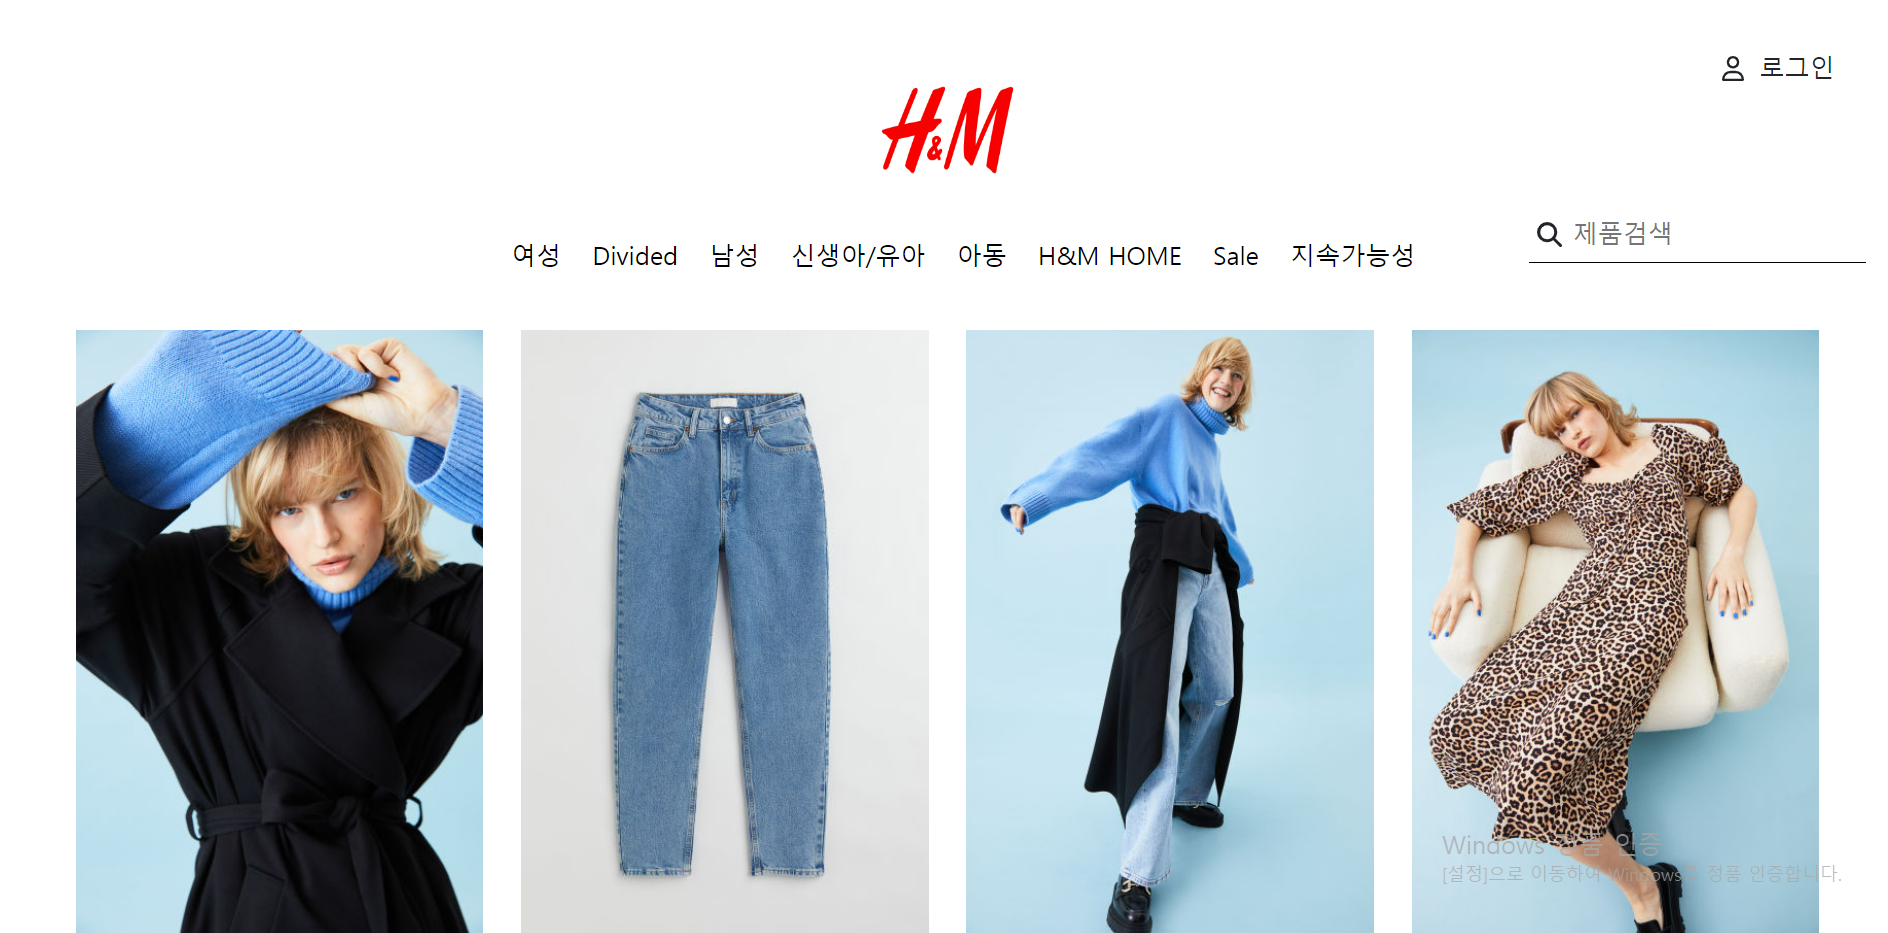 로그인
H&M
제품검색
여성 Divided 남성 신생아/유아 아동 H&M HOME Sale 지속가능성
Windows 정품 인증
[설정]으로 이동하여 Windows를 정품 인증합니다.